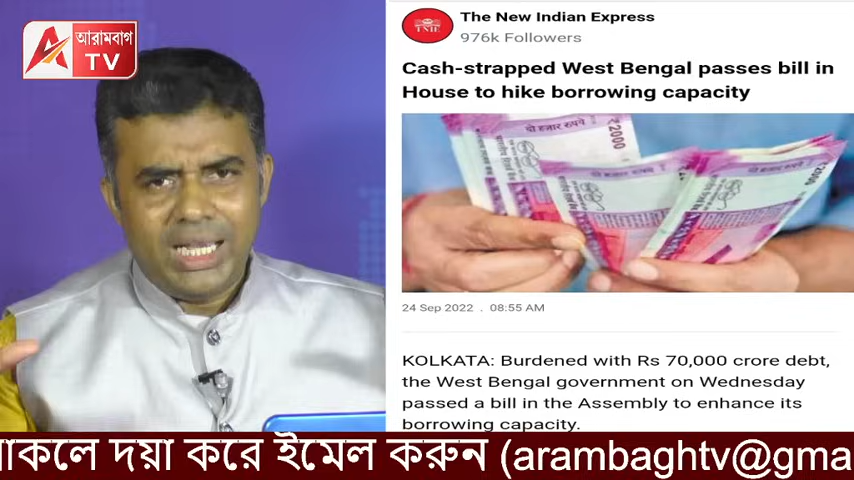 আরামবাগ
TV
The New Indian Express
976k Followers
Cash-strapped West Bengal passes bill in
House to hike borrowing capacity
24 Sep 2022 . 08:55 AM
KOLKATA: Burdened with Rs 70,000 crore debt,
the West Bengal government on Wednesday
passed a bill in the Assembly to enhance its
borrowing capacity.
দয়া করে ইমেল করুন (arambaghtv@gma